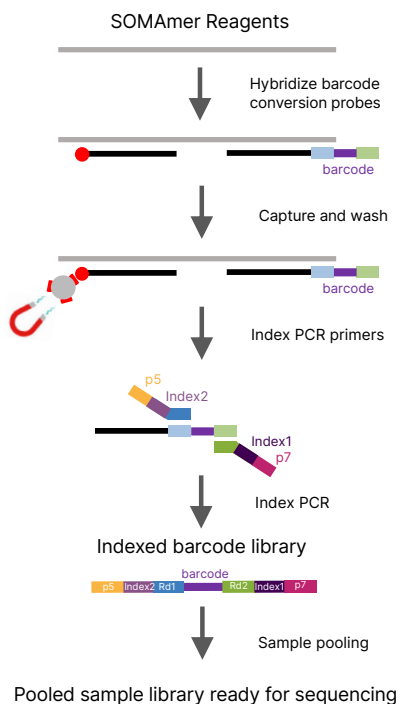 SOMAmer Reagents
Hybridize barcode
conversion probes
barcode
Capture and wash
barcode
Index PCR primers
p5
Index2
Index1
p7
Index PCR
Indexed barcode library
barcode
p5 Index2 Rd1 Rd2 Index1 p7
Sample pooling
Pooled sample library ready for sequencing